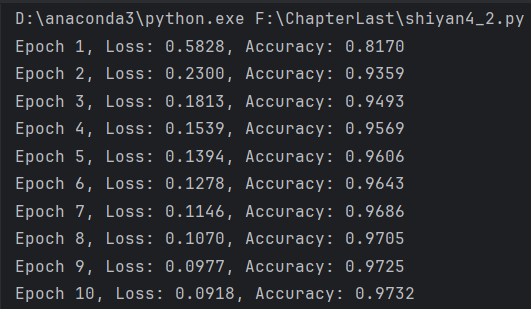 D:\anaconda3\python.exe F:\ChapterLast\shiyan4_2.py
Epoch 1, Loss: 0.5828, Accuracy: 0.8170
Epoch 2, Loss: 0.2300, Accuracy: 0.9359
Epoch 3, Loss: 0.1813, Accuracy: 0.9493
Epoch 4, Loss: 0.1539, Accuracy: 0.9569
Epoch 5, Loss: 0.1394, Accuracy: 0.9606
Epoch 6, Loss: 0.1278, Accuracy: 0.9643
Epoch 7, Loss: 0.1146, Accuracy: 0.9686
Epoch 8, Loss: 0.1070, Accuracy: 0.9705
Epoch 9, Loss: 0.0977, Accuracy: 0.9725
Epoch 10, Loss: 0.0918, Accuracy: 0.9732